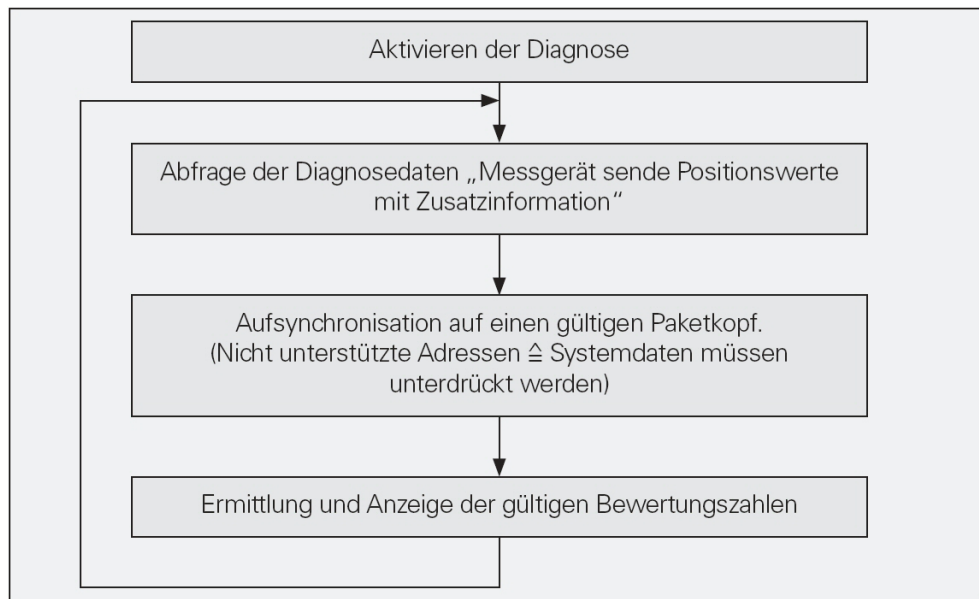 Aktivieren der Diagnose
Abfrage der Diagnosedaten „Messgerät sende Positionswerte
mit Zusatzinformation“
Aufsynchronisation auf einen gültigen Paketkopf.
(Nicht unterstützte Adressen ≙ Systemdaten müssen
unterdrückt werden)
Ermittlung und Anzeige der gültigen Bewertungszahlen